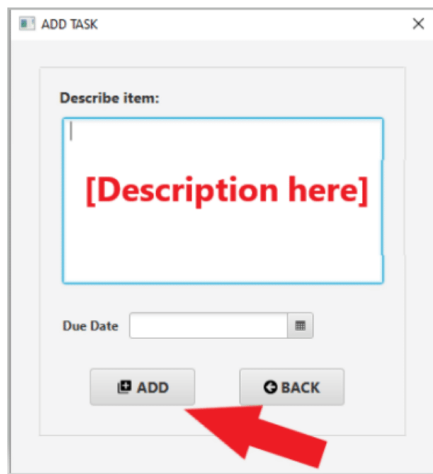 ADD TASK
Describe item:
[Description here]
Due Date
ADD
BACK